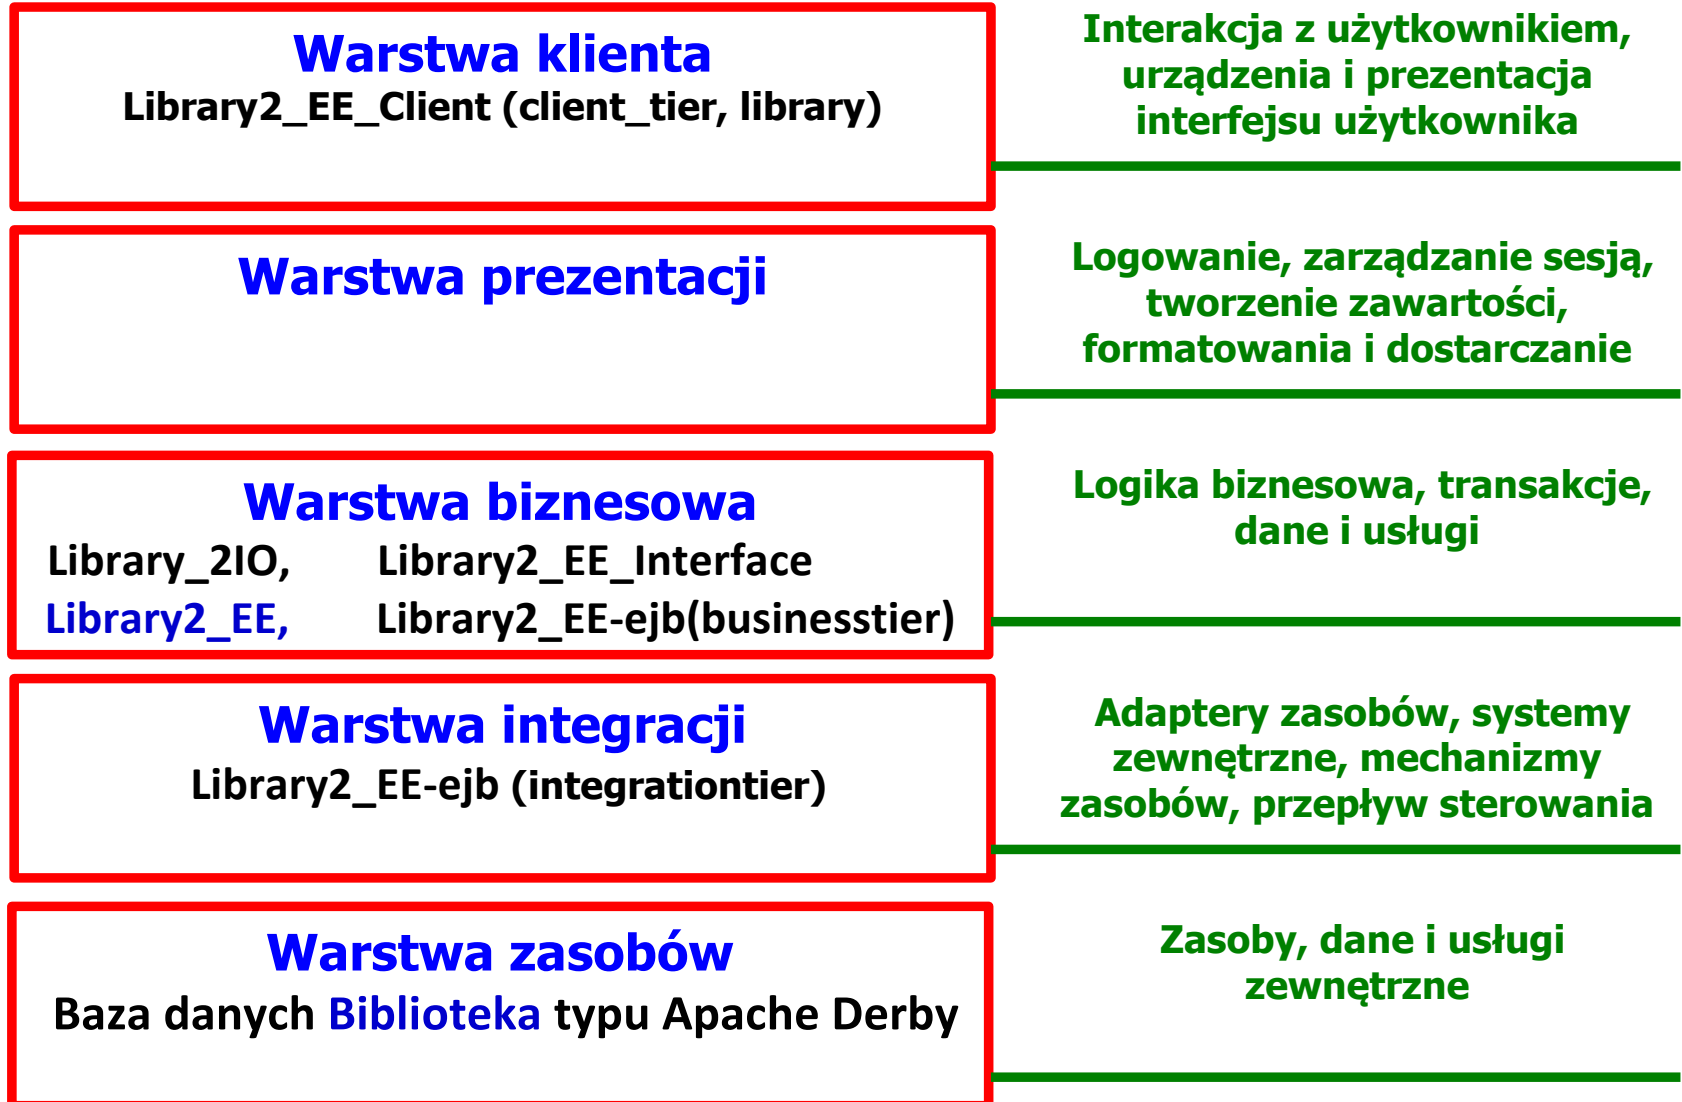 Warstwa klienta
Library2_EE_Client (client_tier, library)
Interakcja z użytkownikiem,
urządzenia i prezentacja
interfejsu użytkownika
Warstwa prezentacji
Logowanie, zarządzanie sesją,
tworzenie zawartości,
formatowania i dostarczanie
Warstwa biznesowa
Library_2IO, Library2_EE_Interface
Library2_EE, Library2_EE-ejb(businesstier)
Logika biznesowa, transakcje,
dane i usługi
Warstwa integracji
Library2_EE-ejb (integrationtier)
Adaptery zasobów, systemy
zewnętrzne, mechanizmy
zasobów, przepływ sterowania
Warstwa zasobów
Baza danych Biblioteka typu Apache Derby
Zasoby, dane i usługi
zewnętrzne